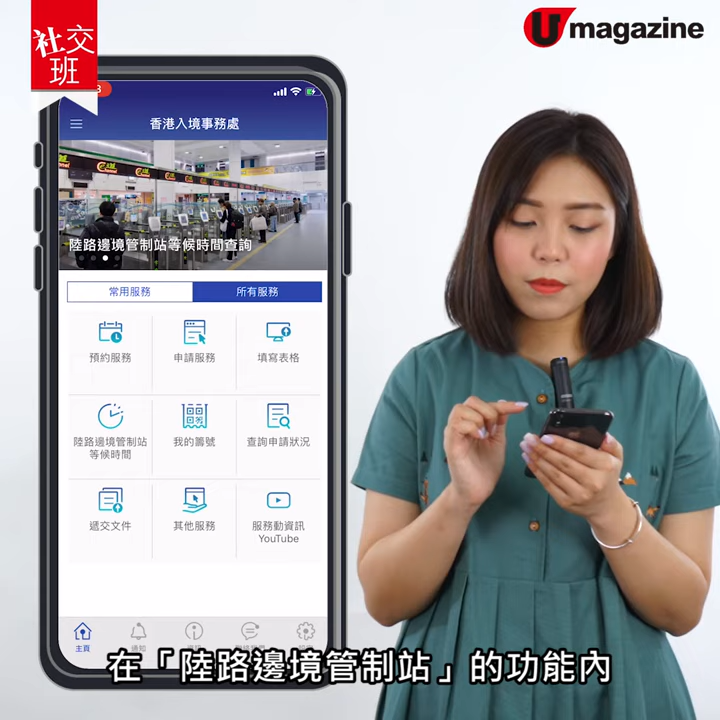 社交班
U magazine
香港入境事務處
陸路邊境管制站等候時間查詢
常用服務
所有服務
預約服務
申請服務
填寫表格
陸路邊境管制站
等候時間
我的籌號
查詢申請狀況
遞交文件
其他服務
服務動資訊
YouTube
主頁
通知
在「陸路邊境管制站」的功能內